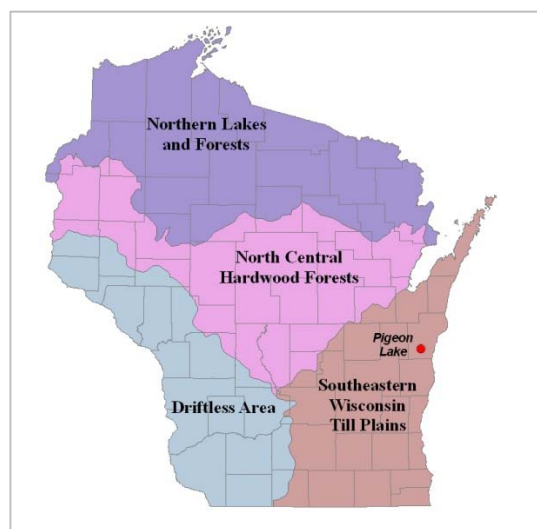 Northern Lakes
and Forests
North Central
Hardwood Forests
Pigeon
Lake
Southeastern
Wisconsin
Till Plains
Driftless Area